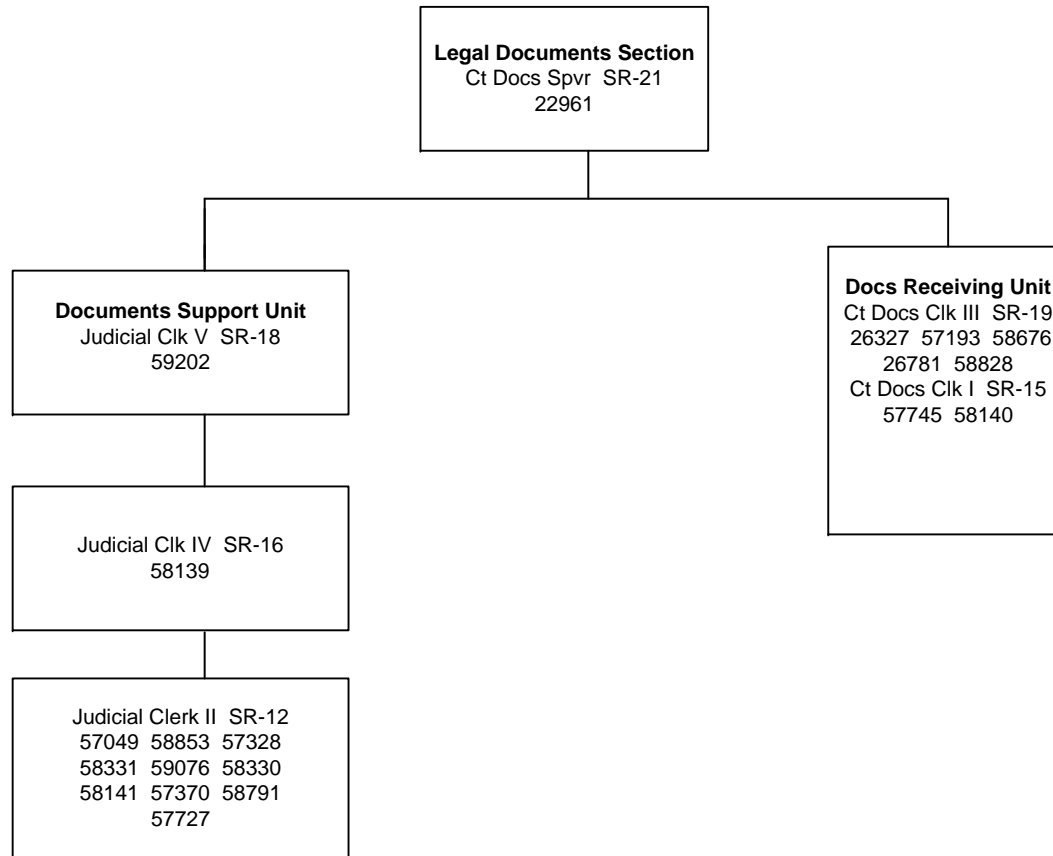 Legal Documents Section
Ct Docs Spvr SR-21
22961
Documents Support Unit
Judicial Clk V SR-18
59202
Judicial Clk IV SR-16
58139
Judicial Clerk II SR-12
57049 58853 57328
58331 59076 58330
58141 57370 58791
57727
Docs Receiving Unit
Ct Docs Clk III SR-19
26327 57193 58676
26781 58828
Ct Docs Clk I SR-15
57745 58140